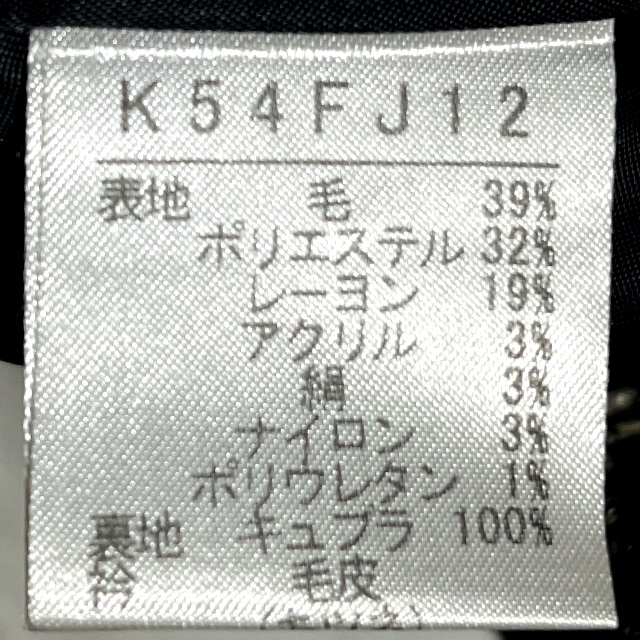 K54FJ12
表地 毛 39%
ポリエステル 32%
レーヨン 19%
アクリル 3%
絹 3%
ナイロン 3%
ポリウレタン 1%
裏地 キュプラ 100%
衿 毛皮